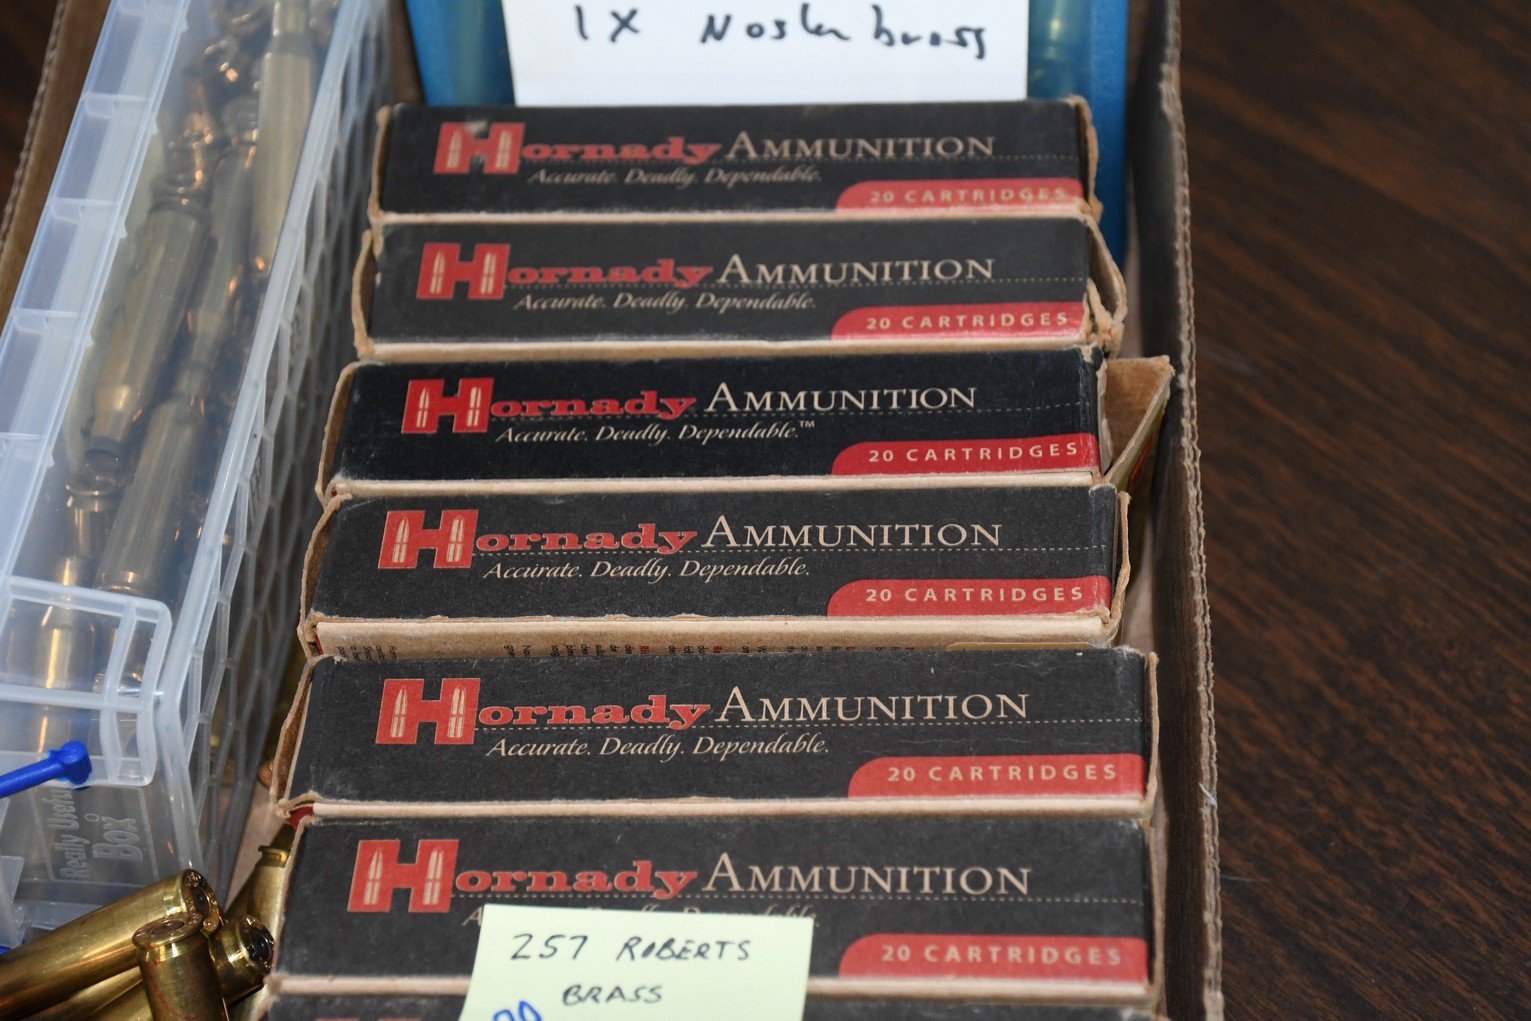 1X Nosler brass
Hornady AMMUNITION
Accurate. Deadly. Dependable.
20 CARTRIDGES
Hornady AMMUNITION
Accurate. Deadly. Dependable.
20 CARTRIDGES
Hornady AMMUNITION
Accurate. Deadly. Dependable.™
20 CARTRIDGES
Hornady AMMUNITION
Accurate. Deadly. Dependable.
20 CARTRIDGES
Hornady AMMUNITION
Accurate. Deadly. Dependable.
20 CARTRIDGES
Hornady AMMUNITION
20 CARTRIDGES
257 ROBERTS
BRASS
Really Useful
Box